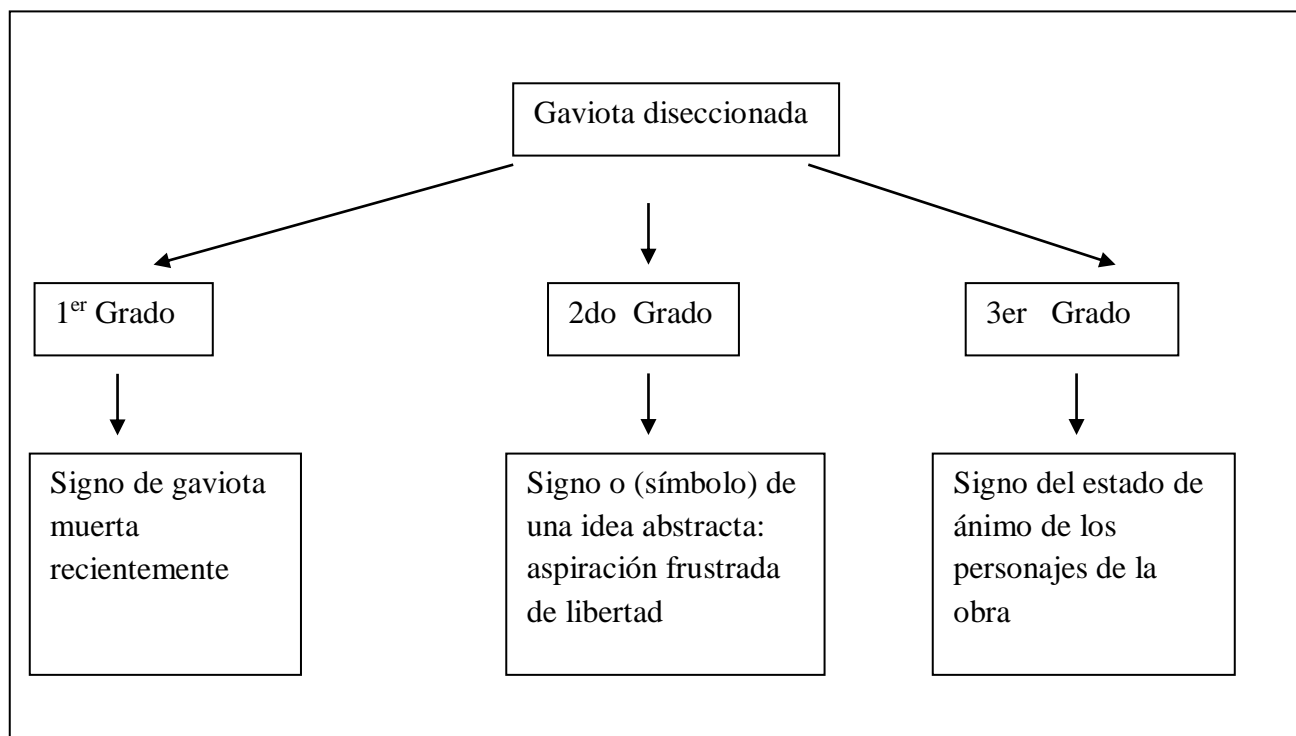 Gaviota diseccionada
1er Grado
2do Grado
3er Grado
Signo de gaviota
muerta
recientemente
Signo o (símbolo) de
una idea abstracta:
aspiración frustrada
de libertad
Signo del estado de
ánimo de los
personajes de la
obra